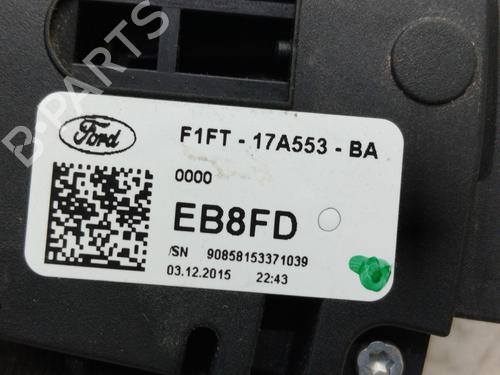 B-PARTS
Ford
F1FT - 17A553 - BA
0000
EB8FD
/SN 90858153371039
03.12.2015 22:43